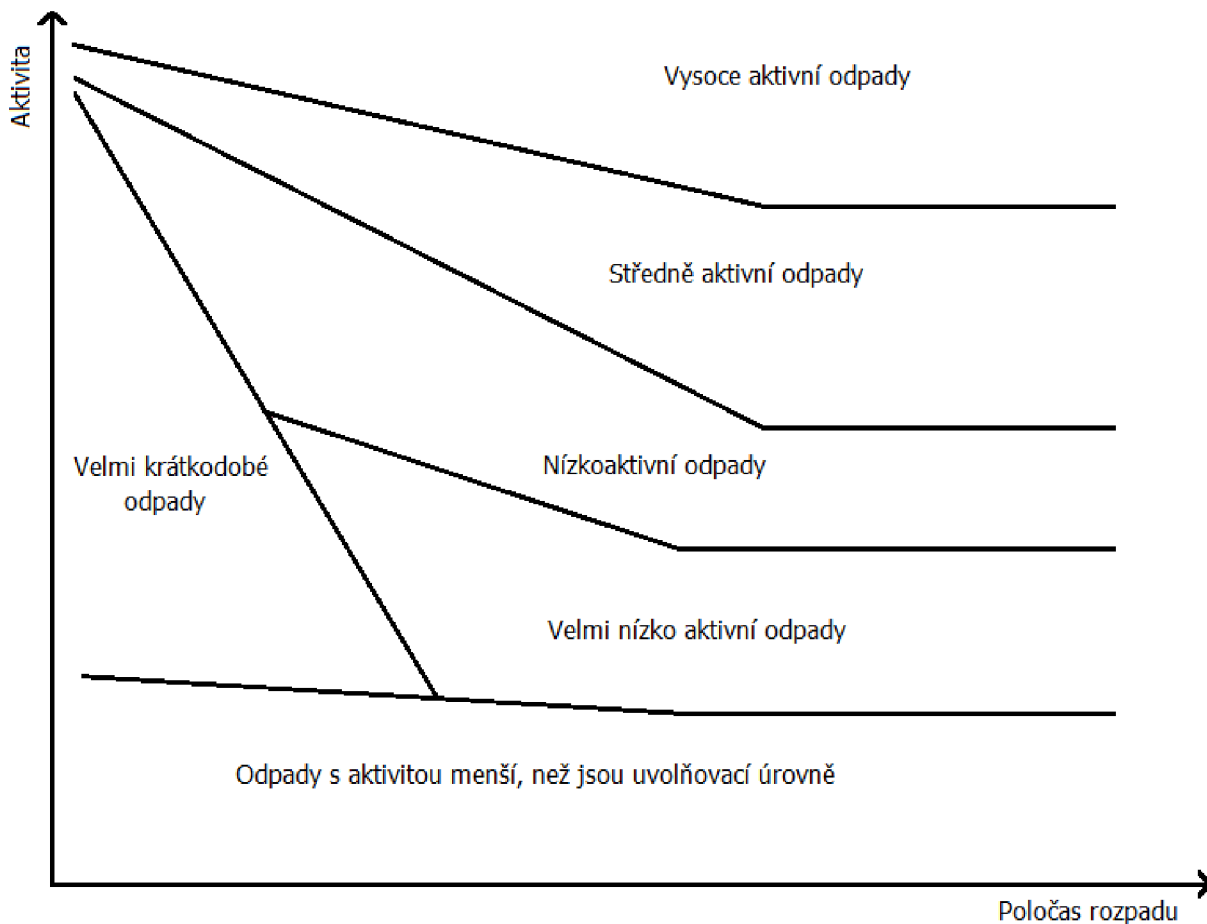 Aktivita
Vysoce aktivní odpady
Středně aktivní odpady
Nízkoaktivní odpady
Velmi krátkodobé
odpady
Velmi nízko aktivní odpady
Odpady s aktivitou menší, než jsou uvolňovací úrovně
Poločas rozpadu